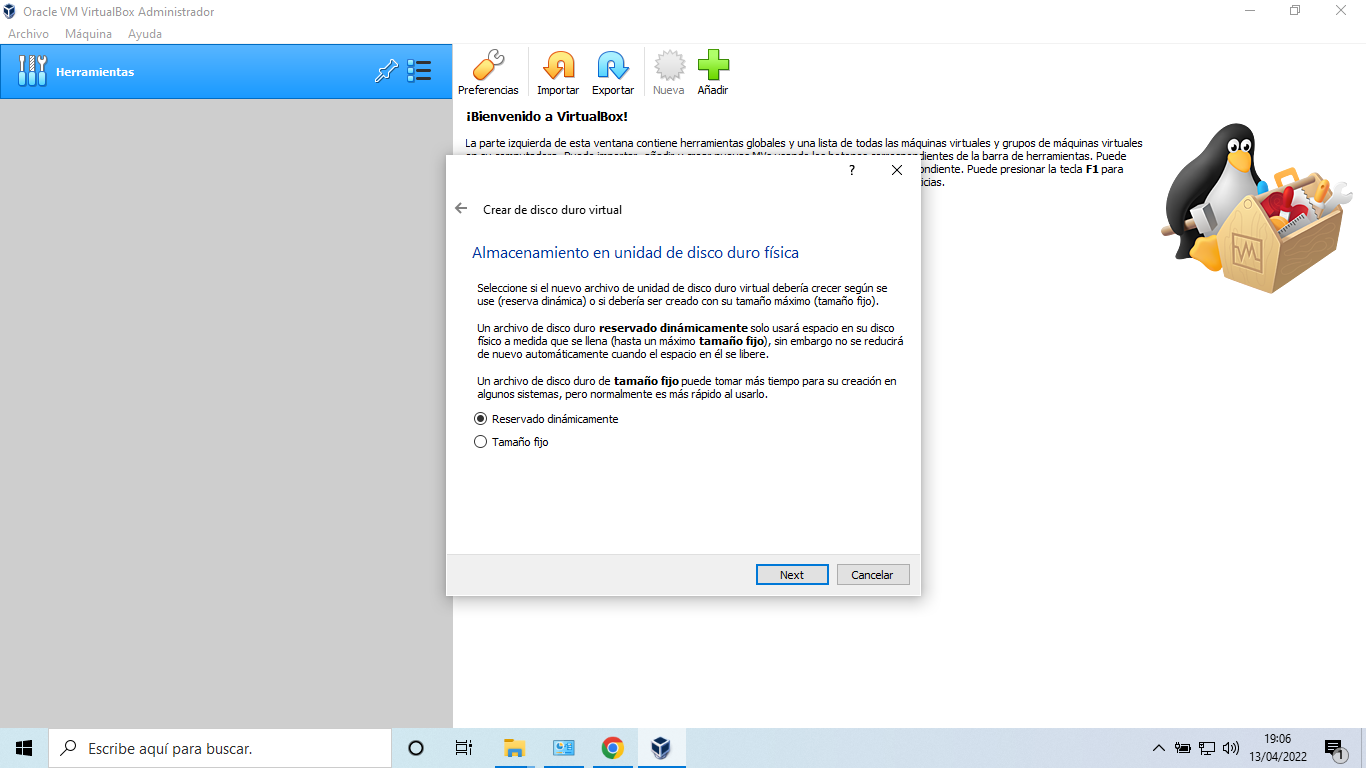 Oracle VM VirtualBox Administrador
Archivo Máquina Ayuda
Herramientas
Preferencias Importar Exportar Nueva Añadir
¡Bienvenido a VirtualBox!
La parte izquierda de esta ventana contiene herramientas globales y una lista de todas las máquinas virtuales y grupos de máquinas virtuales
dientes de la barra de herramientas. Puede
ondiente. Puede presionar la tecla F1 para
icias.
?
Crear de disco duro virtual
Almacenamiento en unidad de disco duro física
Seleccione si el nuevo archivo de unidad de disco duro virtual debería crecer según se
use (reserva dinámica) o si debería ser creado con su tamaño máximo (tamaño fijo).
Un archivo de disco duro reservado dinámicamente solo usará espacio en su disco
físico a medida que se llena (hasta un máximo tamaño fijo), sin embargo no se reducirá
de nuevo automáticamente cuando el espacio en él se libere.
Un archivo de disco duro de tamaño fijo puede tomar más tiempo para su creación en
algunos sistemas, pero normalmente es más rápido al usarlo.
Reservado dinámicamente
Tamaño fijo
Next Cancelar
Escribe aquí para buscar.
19:06
13/04/2022
1